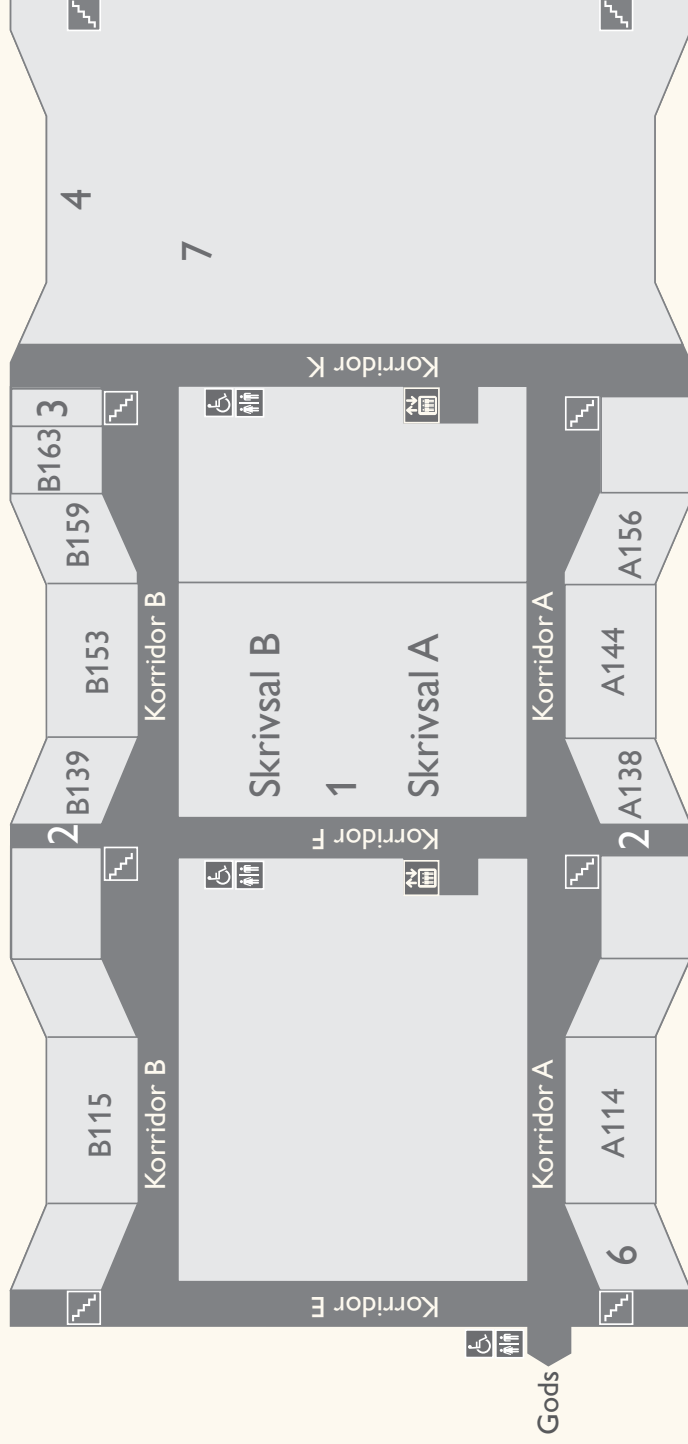 4
7
Korridor K
3
B163
B159
B153
B139
2
Korridor B
Skrivsal B
1
Skrivsal A
Korridor A
A156
A144
A138
2
Korridor F
B115
Korridor B
Korridor A
A114
6
Korridor E
Gods